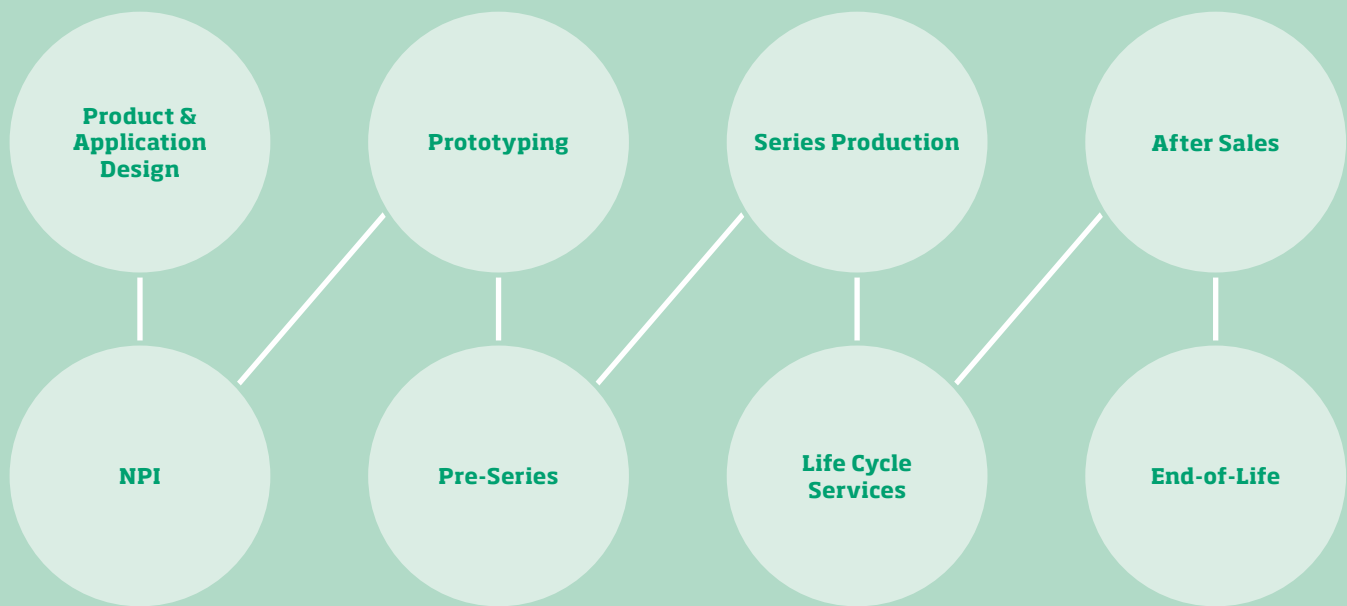 Product &
Application
Design
NPI
Prototyping
Pre-Series
Series Production
Life Cycle
Services
After Sales
End-of-Life